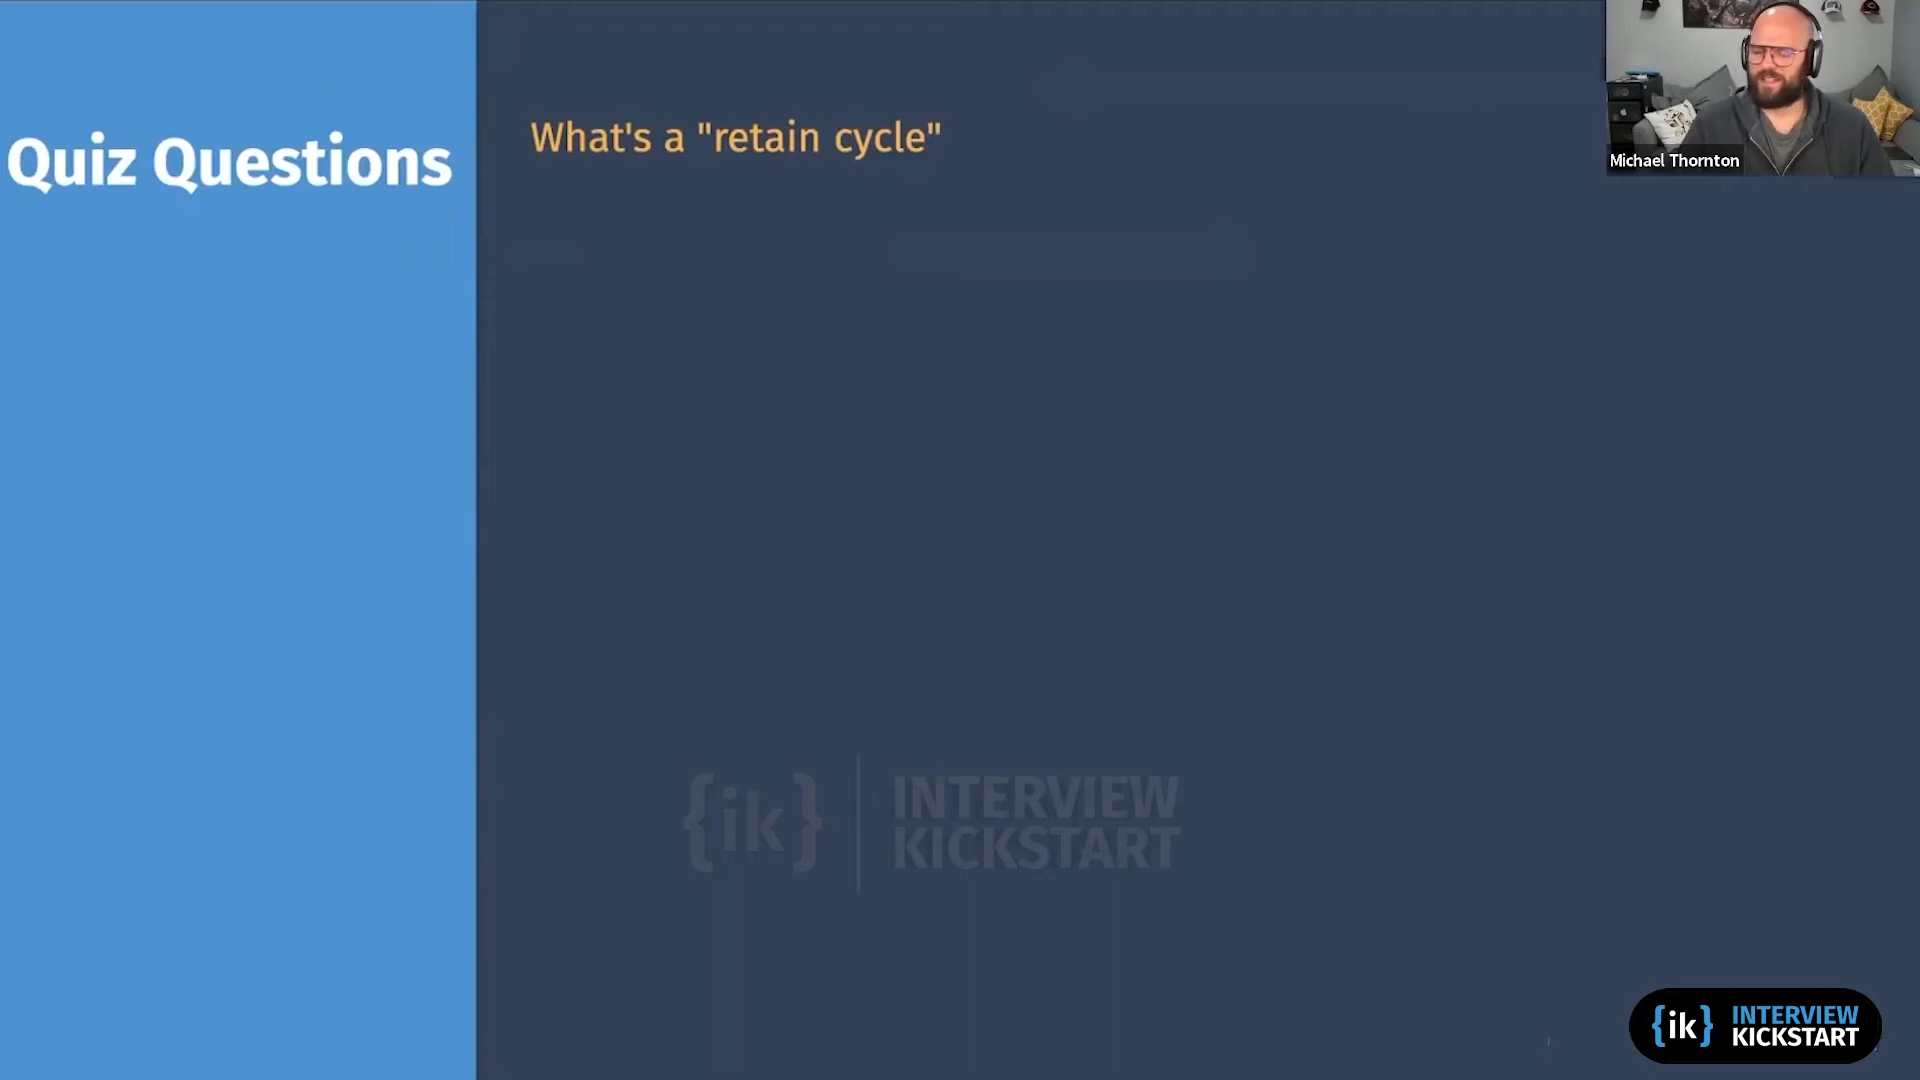 Quiz Questions
What's a "retain cycle"
Michael Thornton
{ik} INTERVIEW
KICKSTART
{ik} INTERVIEW
KICKSTART